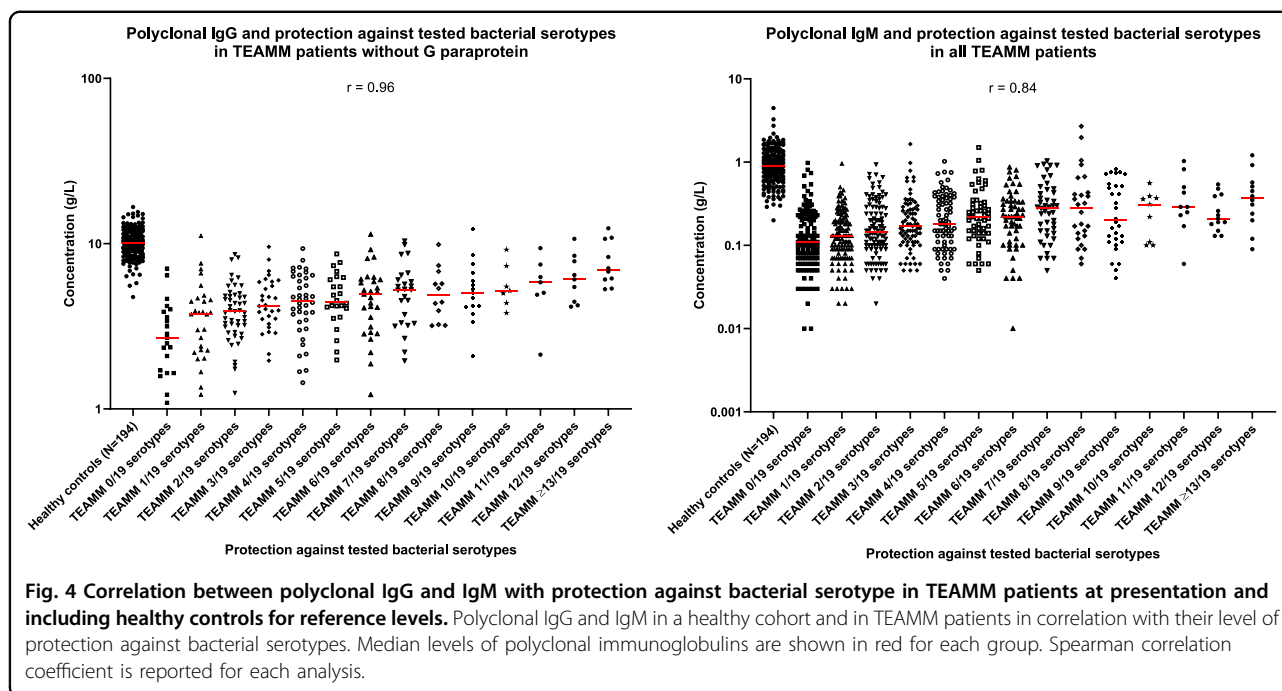 Polyclonal IgG and protection against tested bacterial serotypes
in TEAMM patients without G paraprotein
r = 0.96
Concentration (g/L)
100
10
1
Healthy controls (N=194)
TEAMM 0/19 serotypes
TEAMM 1/19 serotypes
TEAMM 2/19 serotypes
TEAMM 3/19 serotypes
TEAMM 4/19 serotypes
TEAMM 5/19 serotypes
TEAMM 6/19 serotypes
TEAMM 7/19 serotypes
TEAMM 8/19 serotypes
TEAMM 9/19 serotypes
TEAMM 10/19 serotypes
TEAMM 11/19 serotypes
TEAMM 12/19 serotypes
TEAMM ≥13/19 serotypes
Protection against tested bacterial serotypes
Polyclonal IgM and protection against tested bacterial serotypes
in all TEAMM patients
r = 0.84
Concentration (g/L)
10
1
0.1
0.01
0.001
Healthy controls (N=194)
TEAMM 0/19 serotypes
TEAMM 1/19 serotypes
TEAMM 2/19 serotypes
TEAMM 3/19 serotypes
TEAMM 4/19 serotypes
TEAMM 5/19 serotypes
TEAMM 6/19 serotypes
TEAMM 7/19 serotypes
TEAMM 8/19 serotypes
TEAMM 9/19 serotypes
TEAMM 10/19 serotypes
TEAMM 11/19 serotypes
TEAMM 12/19 serotypes
TEAMM ≥13/19 serotypes
Protection against tested bacterial serotypes
Fig. 4 Correlation between polyclonal IgG and IgM with protection against bacterial serotype in TEAMM patients at presentation and
including healthy controls for reference levels. Polyclonal IgG and IgM in a healthy cohort and in TEAMM patients in correlation with their level of
protection against bacterial serotypes. Median levels of polyclonal immunoglobulins are shown in red for each group. Spearman correlation
coefficient is reported for each analysis.